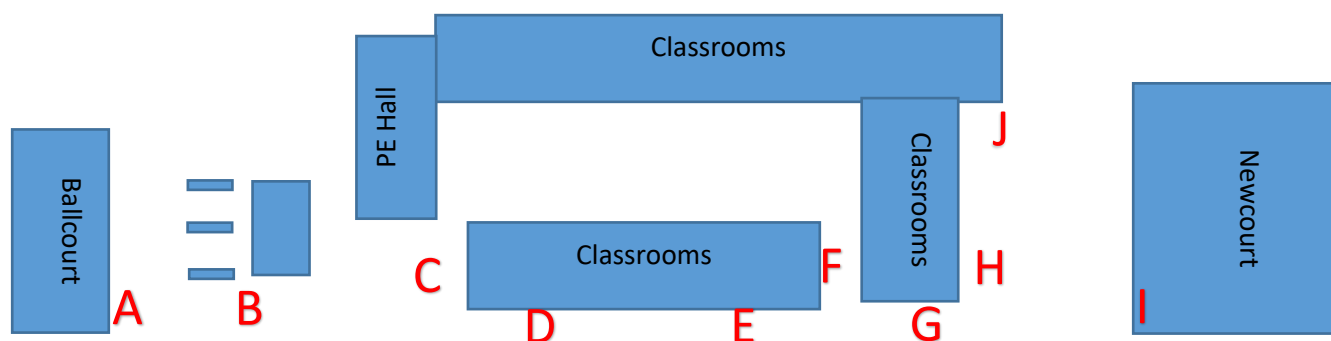 Classrooms
PE Hall
J
Ballcourt
Classrooms
Newcourt
Classrooms
C
F
H
A
B
D
E
G
I